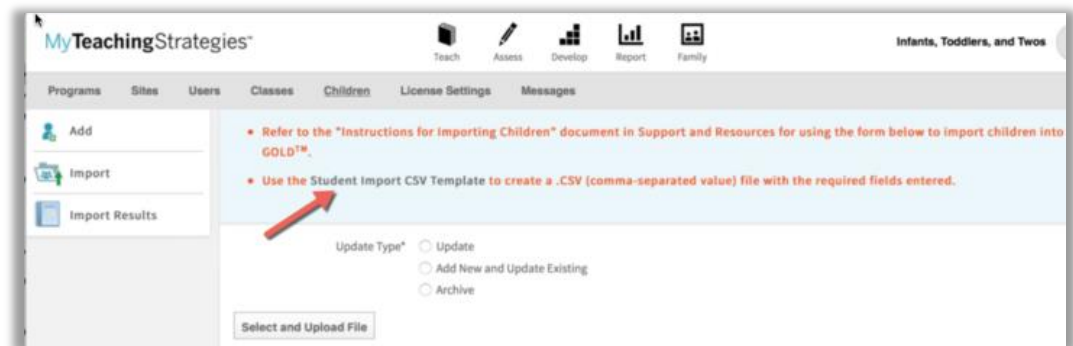 MyTeachingStrategies™
Teach Assess Develop Report Family
Infants, Toddlers, and Twos
Programs Sites Users Classes Children License Settings Messages
Add
Import
Import Results
• Refer to the "Instructions for Importing Children" document in Support and Resources for using the form below to import children into
GOLD™.
• Use the Student Import CSV Template to create a .CSV (comma-separated value) file with the required fields entered.
Update Type* Update
Add New and Update Existing
Archive
Select and Upload File